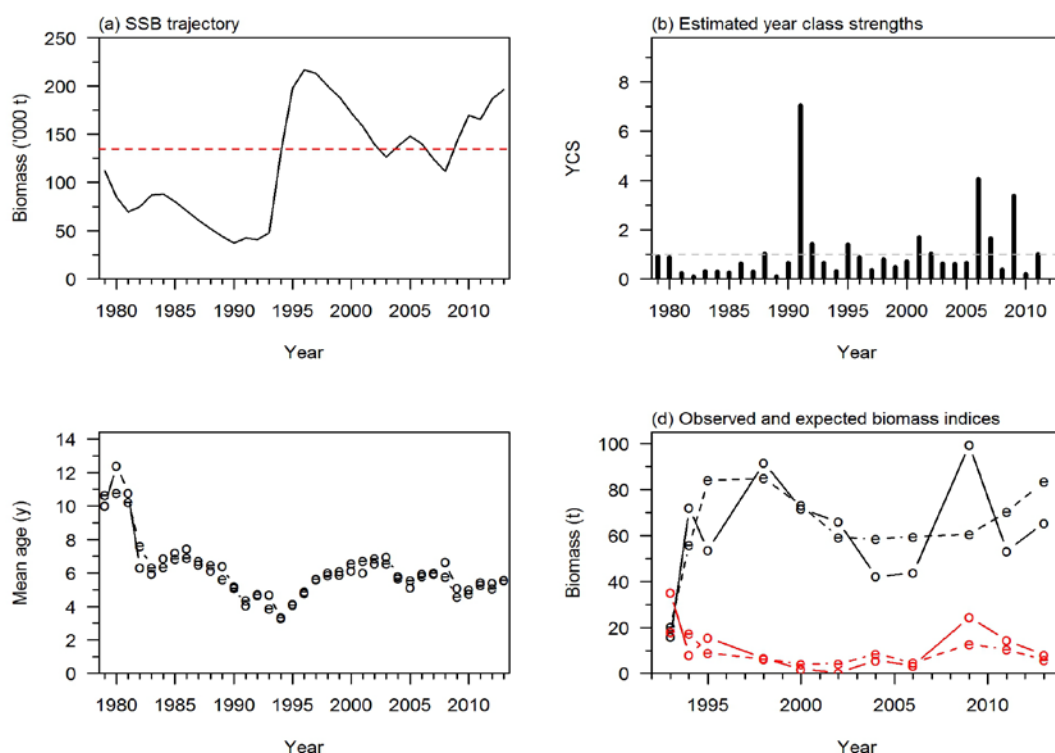 (a) SSB trajectory
Biomass ('000 t)
250
200
150
100
50
0
1980 1985 1990 1995 2000 2005 2010
Year
(b) Estimated year class strengths
YCS
8
6
4
2
0
1980 1985 1990 1995 2000 2005 2010
Year
Mean age (y)
14
12
10
8
6
4
2
0
1980 1985 1990 1995 2000 2005 2010
Year
(d) Observed and expected biomass indices
Biomass (t)
100
80
60
40
20
0
1995 2000 2005 2010
Year